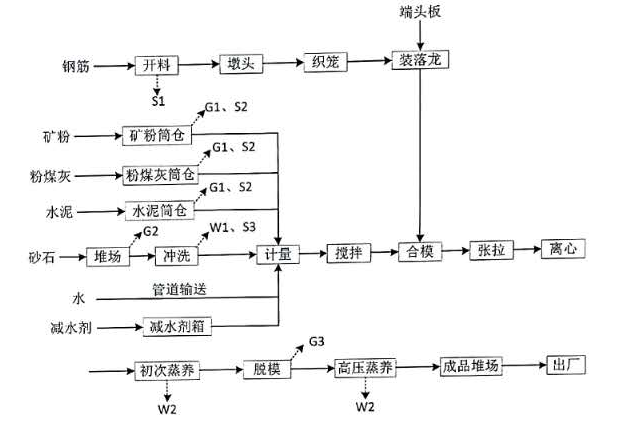 端头板
钢筋 开料 墩头 织笼 装落龙
S1
G1、S2
矿粉 矿粉筒仓
G1、S2
粉煤灰 粉煤灰筒仓
G1、S2
水泥 水泥筒仓
G2 W1、S3
砂石 堆场 冲洗 计量 搅拌 合模 张拉 离心
水 管道输送
减水剂 减水剂箱
G3
初次蒸养 脱模 高压蒸养 成品堆场 出厂
W2 W2